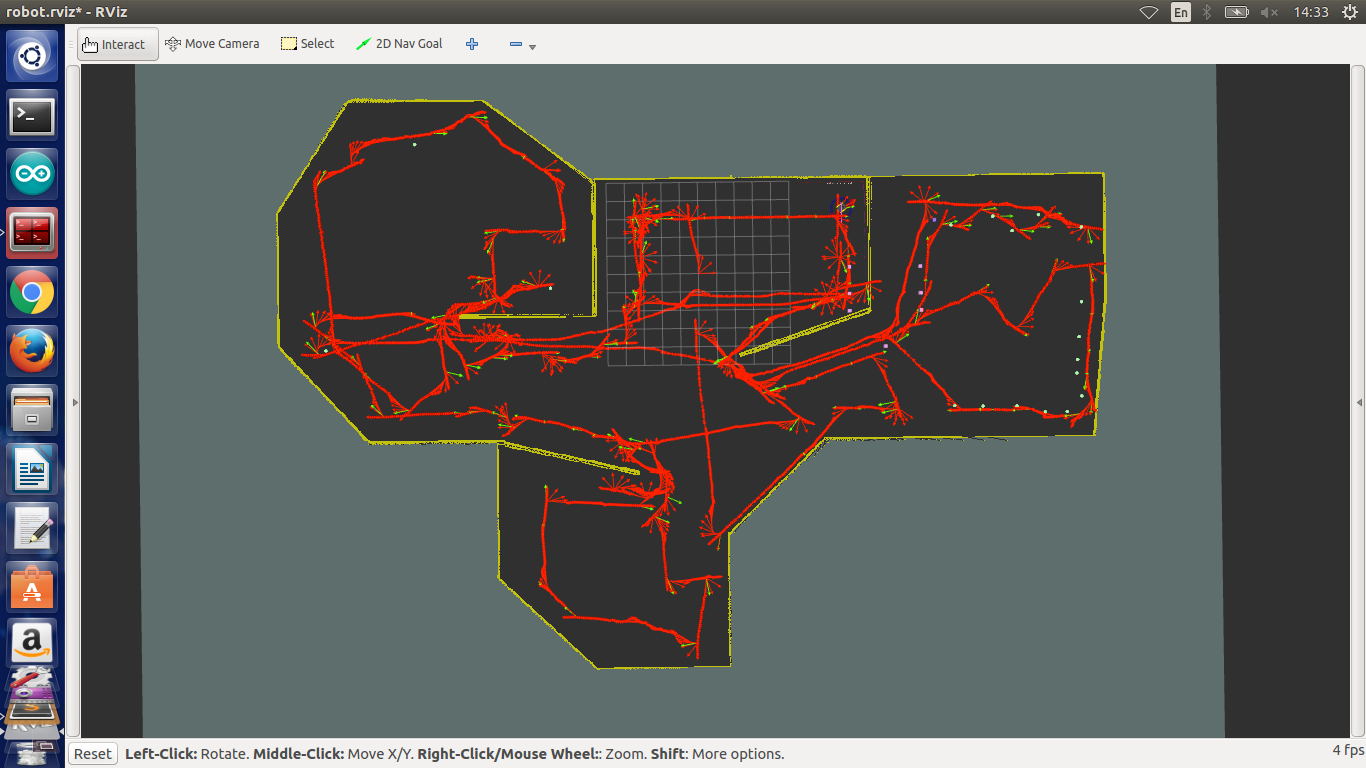 robot.rviz* - RViz
En
14:33
Interact
Move Camera
Select
2D Nav Goal
>_
a
Reset
Left-Click: Rotate. Middle-Click: Move X/Y. Right-Click/Mouse Wheel:: Zoom. Shift: More options.
4 fps